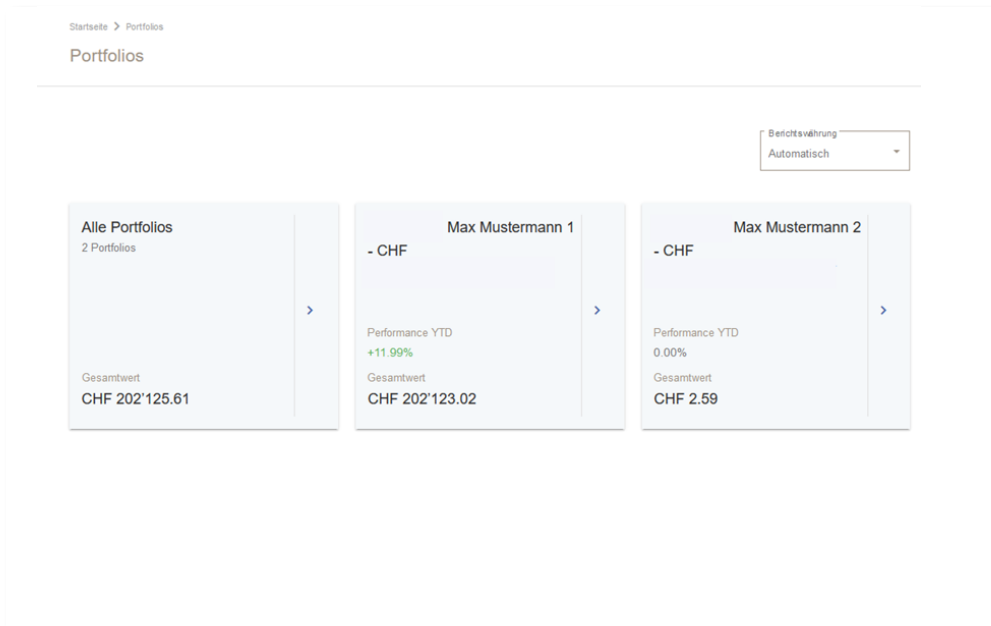 Startseite > Portfolios
Portfolios
Berichtswährung
Automatisch
Alle Portfolios
2 Portfolios
Gesamtwert
CHF 202'125.61
Max Mustermann 1
- CHF
Performance YTD
+11.99%
Gesamtwert
CHF 202'123.02
Max Mustermann 2
- CHF
Performance YTD
0.00%
Gesamtwert
CHF 2.59